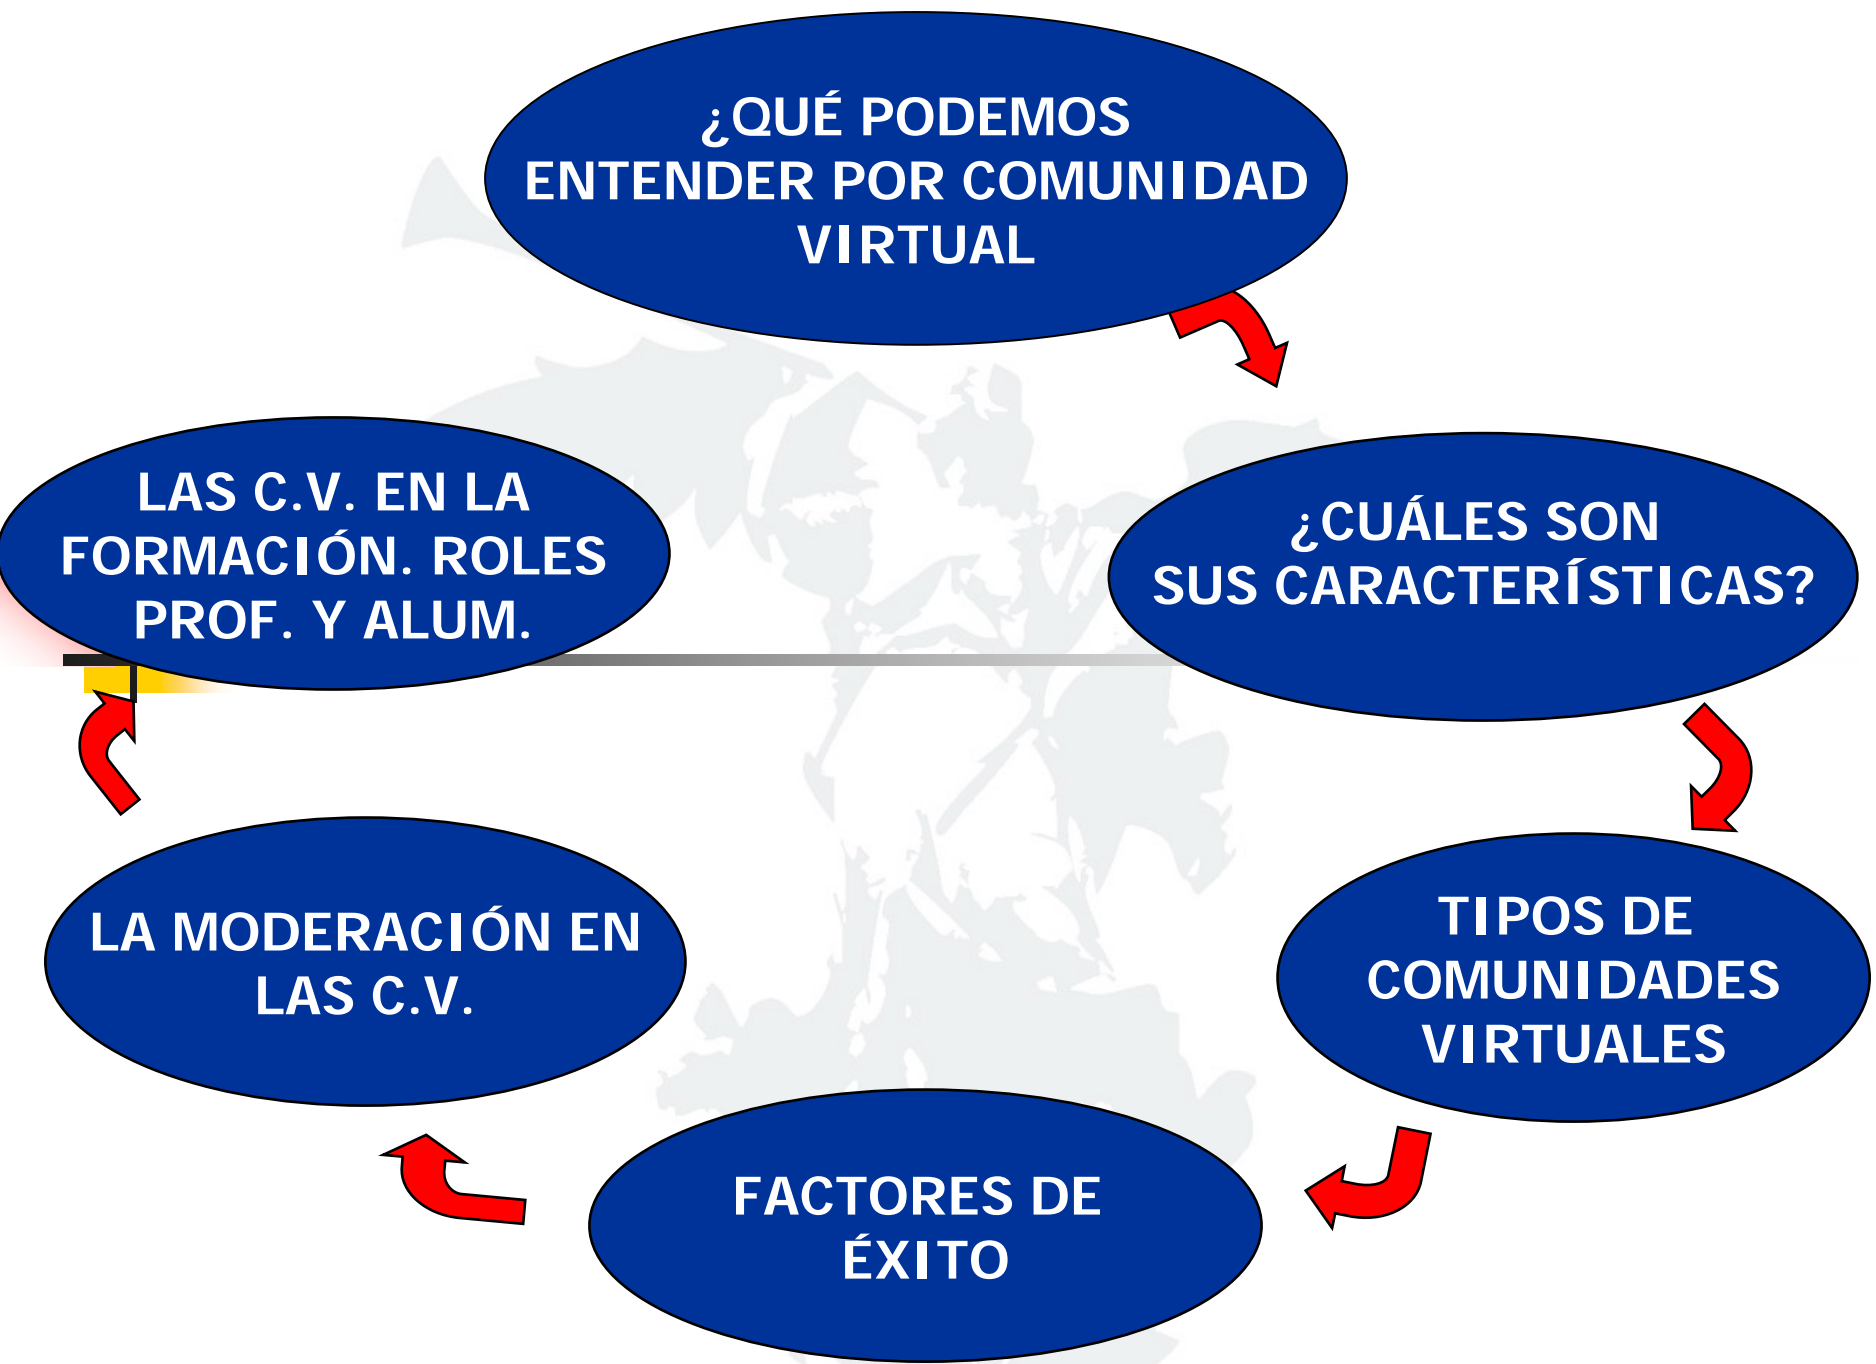 ¿QUÉ PODEMOS
ENTENDER POR COMUNIDAD
VIRTUAL
¿CUÁLES SON
SUS CARACTERÍSTICAS?
TIPOS DE
COMUNIDADES
VIRTUALES
FACTORES DE
ÉXITO
LA MODERACIÓN EN
LAS C.V.
LAS C.V. EN LA
FORMACIÓN. ROLES
PROF. Y ALUM.